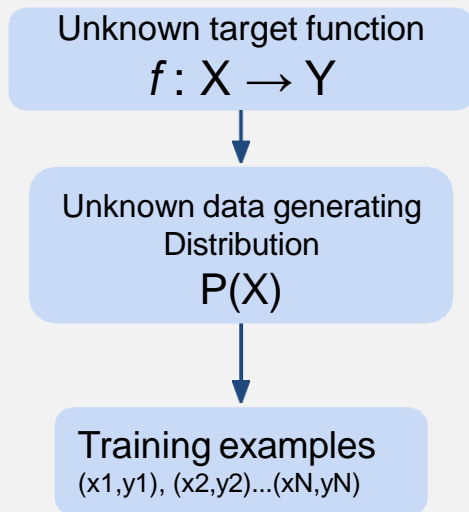 Unknown target function
f : X → Y
Unknown data generating
Distribution
P(X)
Training examples
(x1,y1), (x2,y2)...(xN,yN)